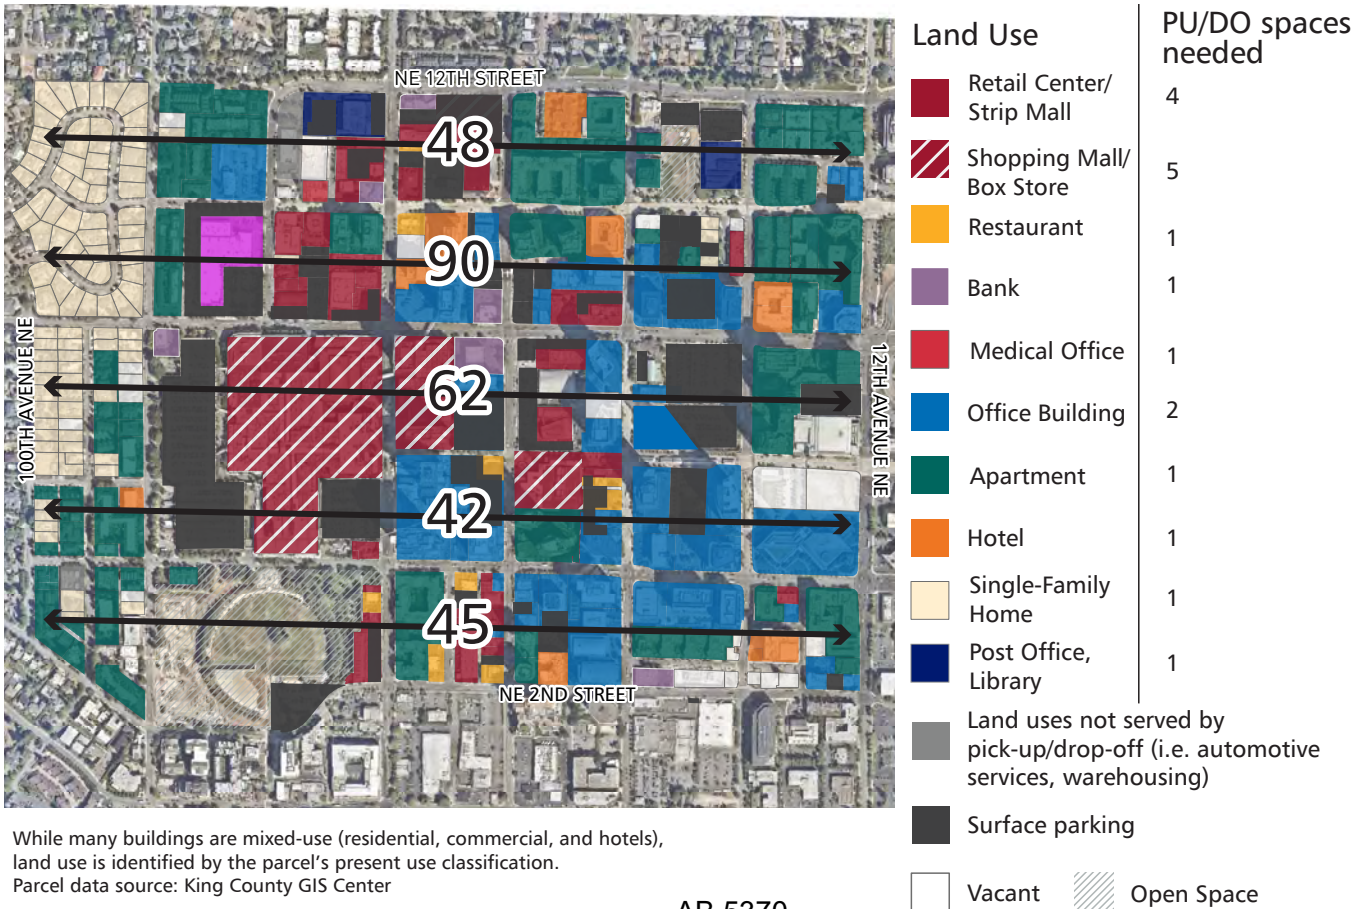 NE 12TH STREET
48
90
62
42
45
100TH AVENUE NE
12TH AVENUE NE
NE 2ND STREET
Land Use
PU/DO spaces
needed
Retail Center/
Strip Mall
4
Shopping Mall/
Box Store
5
Restaurant
1
Bank
1
Medical Office
1
Office Building
2
Apartment
1
Hotel
1
Single-Family
Home
1
Post Office,
Library
1
Land uses not served by
pick-up/drop-off (i.e. automotive
services, warehousing)
Surface parking
Vacant
Open Space
While many buildings are mixed-use (residential, commercial, and hotels),
land use is identified by the parcel's present use classification.
Parcel data source: King County GIS Center
AB 5370